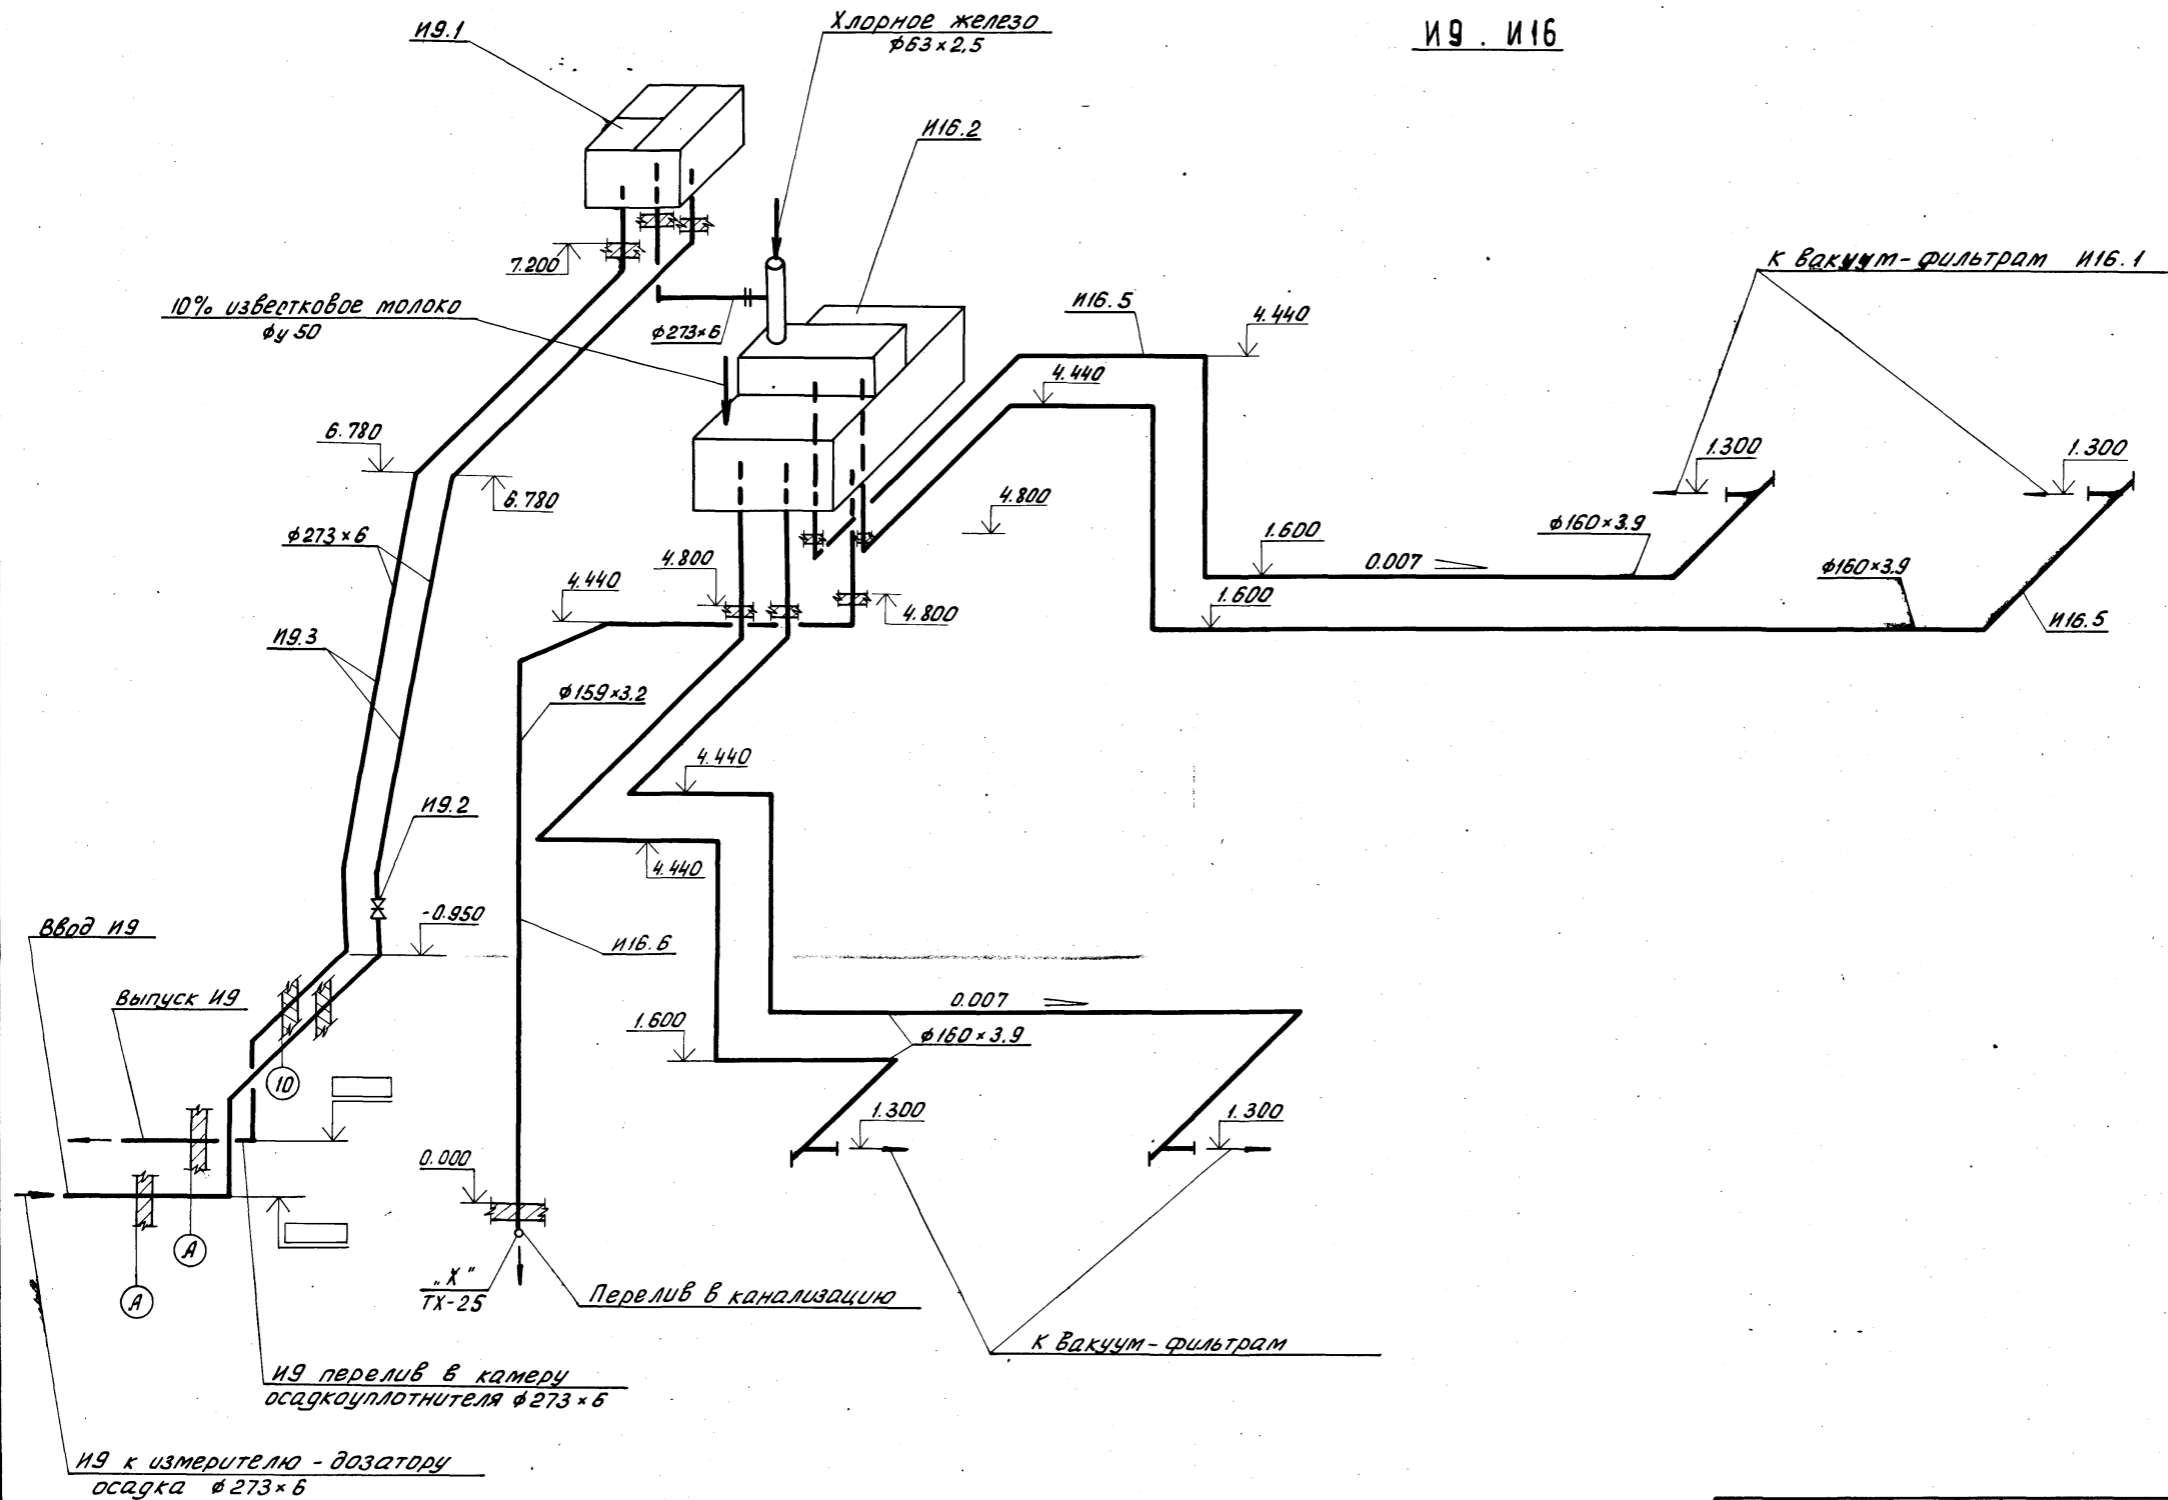 И9.1
Хлорное железо
ф63×2,5
И9. И16
И16.2
7.200
10% известковое молоко
фу 50
ф273×6
И16.5
4.440
4.440
К вакуум-фильтрам И16.1
6.780
6.780
4.800
1.300
1.300
ф273×6
4.440
4.800
4.800
1.600
0.007
ф160×3.9
1.600
ф160×3.9
И16.5
И9.3
ф159×3,2
4.440
И9.2
4.440
-0.950
Ввод И9
И16.6
Выпуск И9
0.007
1.600
ф160×3.9
10
1.300
1.300
0.000
А
А
„Х"
ТХ-25
Перелив в канализацию
К вакуум-фильтрам
И9 перелив в камеру
осадкоуплотнителя ф273×6
И9 к измерителю-дозатору
осадка ф273×6